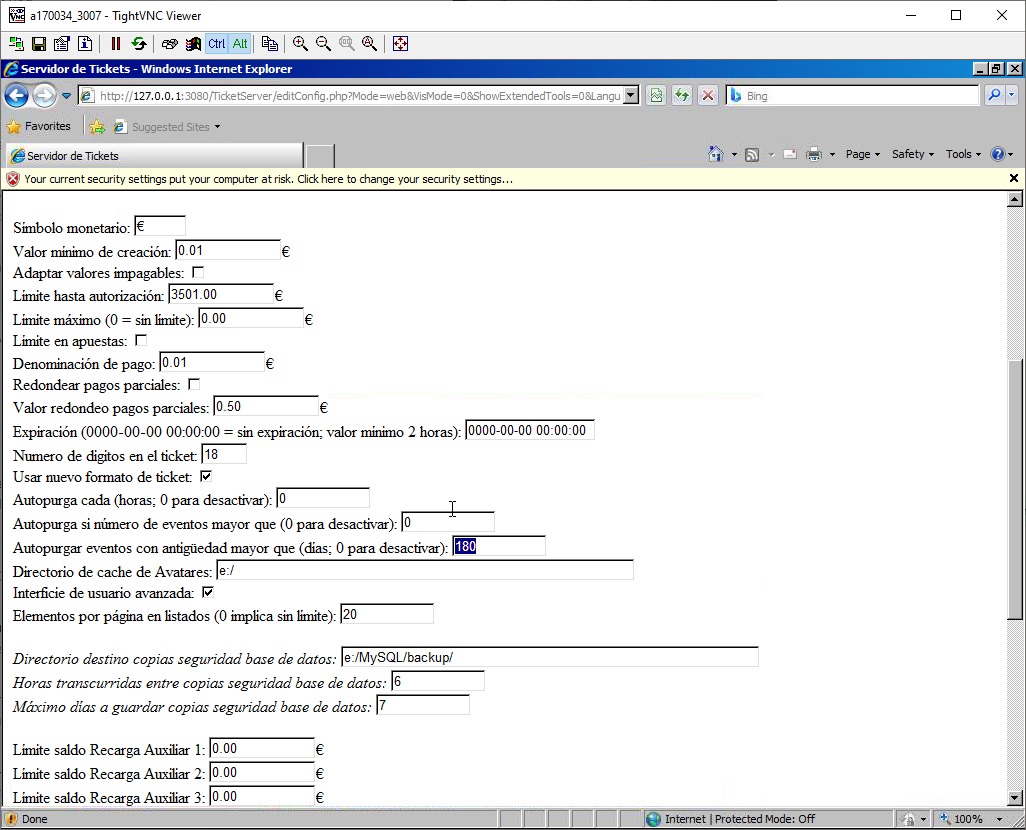 a170034_3007 - TightVNC Viewer
Ctrl Alt
Servidor de Tickets - Windows Internet Explorer
http://127.0.0.1:3080/TicketServer/editConfig.php?Mode=web&VisMode=0&ShowExtendedTools=0&Langu
Bing
Favorites
Suggested Sites
Servidor de Tickets
Page
Safety
Tools
Your current security settings put your computer at risk. Click here to change your security settings...
Símbolo monetario: €
Valor mínimo de creación: 0.01 €
Adaptar valores impagables:
Límite hasta autorización: 3501.00 €
Límite máximo (0 = sin límite): 0.00 €
Límite en apuestas:
Denominación de pago: 0.01 €
Redondear pagos parciales:
Valor redondeo pagos parciales: 0.50 €
Expiración (0000-00-00 00:00:00 = sin expiración; valor mínimo 2 horas): 0000-00-00 00:00:00
Numero de digitos en el ticket: 18
Usar nuevo formato de ticket:
Autopurga cada (horas; 0 para desactivar): 0
Autopurga si número de eventos mayor que (0 para desactivar): 0
Autopurgar eventos con antigüedad mayor que (días; 0 para desactivar): 180
Directorio de cache de Avatares: e:/
Interficie de usuario avanzada:
Elementos por página en listados (0 implica sin límite): 20
Directorio destino copias seguridad base de datos: e:/MySQL/backup/
Horas transcurridas entre copias seguridad base de datos: 6
Máximo días a guardar copias seguridad base de datos: 7
Límite saldo Recarga Auxiliar 1: 0.00 €
Límite saldo Recarga Auxiliar 2: 0.00 €
Límite saldo Recarga Auxiliar 3: 0.00 €
Done
Internet | Protected Mode: Off
100%